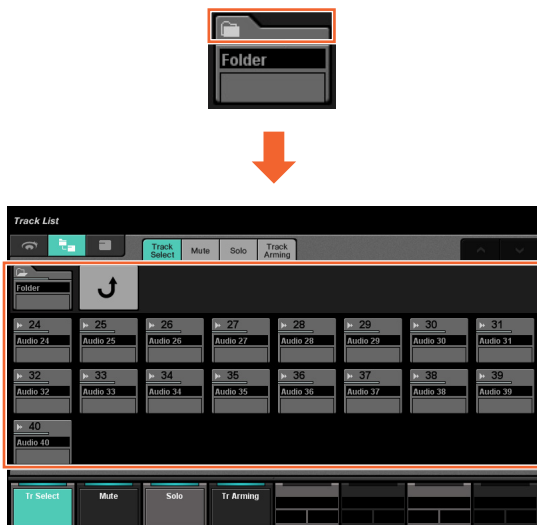 Folder
Track List
Track Select Mute Solo Track Arming
Folder
24 25 26 27 28 29 30 31
Audio 24 Audio 25 Audio 26 Audio 27 Audio 28 Audio 29 Audio 30 Audio 31
32 33 34 35 36 37 38 39
Audio 32 Audio 33 Audio 34 Audio 35 Audio 36 Audio 37 Audio 38 Audio 39
40
Audio 40
Tr Select Mute Solo Tr Arming